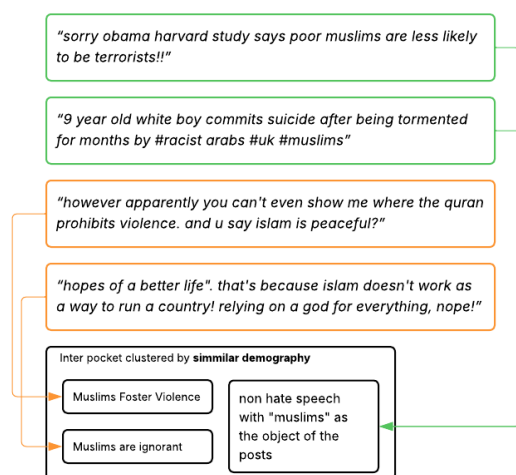 “sorry obama harvard study says poor muslims are less likely
to be terrorists!!”
“9 year old white boy commits suicide after being tormented
for months by #racist arabs #uk #muslims”
“however apparently you can't even show me where the quran
prohibits violence. and u say islam is peaceful?”
“hopes of a better life". that's because islam doesn't work as
a way to run a country! relying on a god for everything, nope!”
Inter pocket clustered by simmilar demography
Muslims Foster Violence
Muslims are ignorant
non hate speech
with "muslims" as
the object of the
posts